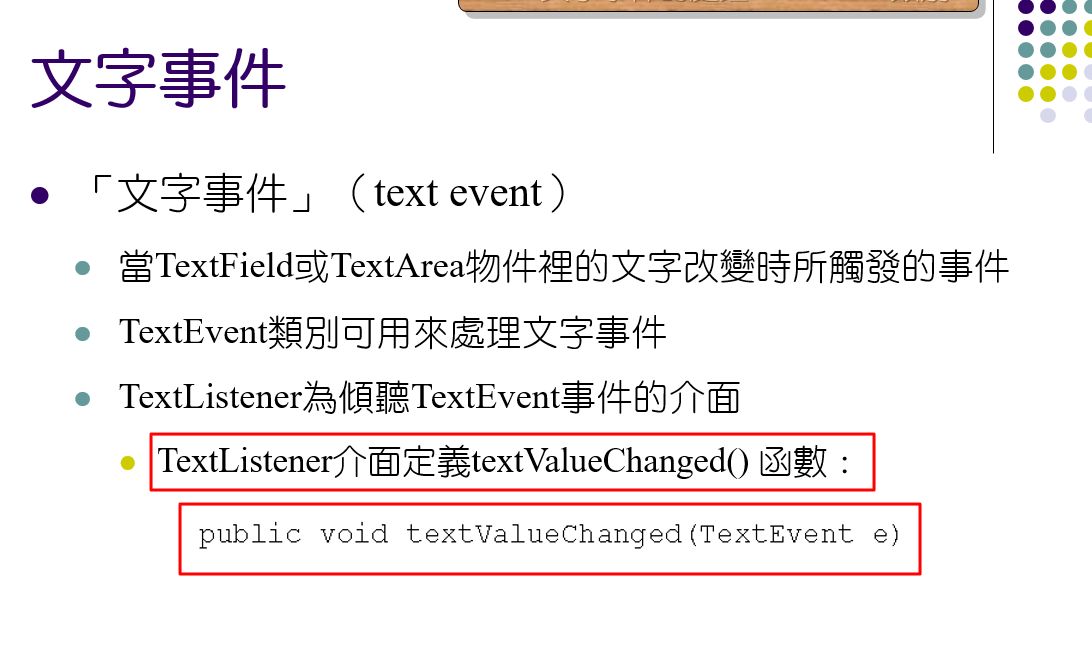 文字事件
「文字事件」（text event）
當TextField或TextArea物件裡的文字改變時所觸發的事件
TextEvent類別可用來處理文字事件
TextListener為傾聽TextEvent事件的介面
TextListener介面定義textValueChanged() 函數：
public void textValueChanged(TextEvent e)